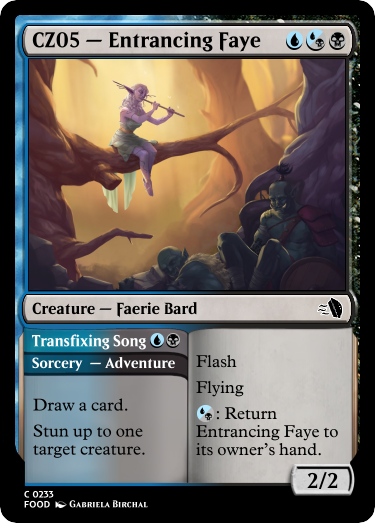 CZ05 — Entrancing Faye
Creature — Faerie Bard
Transfixing Song
Sorcery — Adventure
Draw a card.
Stun up to one
target creature.
Flash
Flying
: Return
Entrancing Faye to
its owner's hand.
2/2
C 0233
FOOD Gabriela Birchal